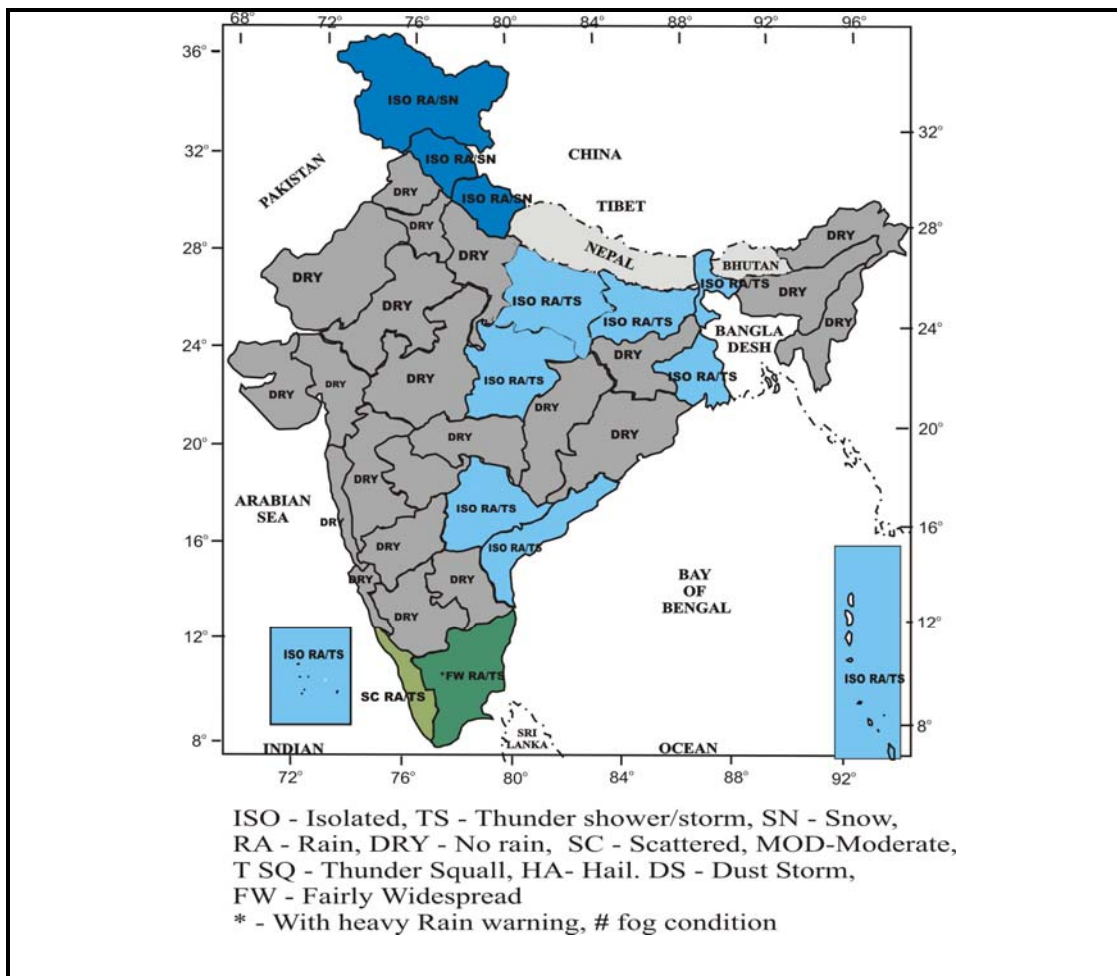 68° 72° 76° 80° 84° 88° 92° 96°
36°
ISO RA/SN
32°
32°
ISO RA/SN
CHINA
PAKISTAN
DRY
ISO RA/SN
TIBET
28°
28°
DRY
DRY
NEPAL
BHUTAN
DRY
DRY
DRY
ISO RA/TS
ISO RA/TS
ISO RA/TS
DRY
DRY
24°
24°
BANGLA
DESH
DRY
DRY
DRY
ISO RA/TS
DRY
ISO RA/TS
DRY
20°
20°
DRY
DRY
DRY
ARABIAN
SEA
DRY
ISO RA/TS
DRY
16°
16°
DRY
ISO RA/TS
DRY
DRY
DRY
BAY
OF
BENGAL
12°
12°
ISO RA/TS
SC RA/TS
*FW RA/TS
ISO RA/TS
8°
8°
SRI
LANKA
INDIAN
OCEAN
72° 76° 80° 84° 88° 92°
ISO - Isolated, TS - Thunder shower/storm, SN - Snow,
RA - Rain, DRY - No rain, SC - Scattered, MOD-Moderate,
T SQ - Thunder Squall, HA- Hail. DS - Dust Storm,
FW - Fairly Widespread
* - With heavy Rain warning, # fog condition